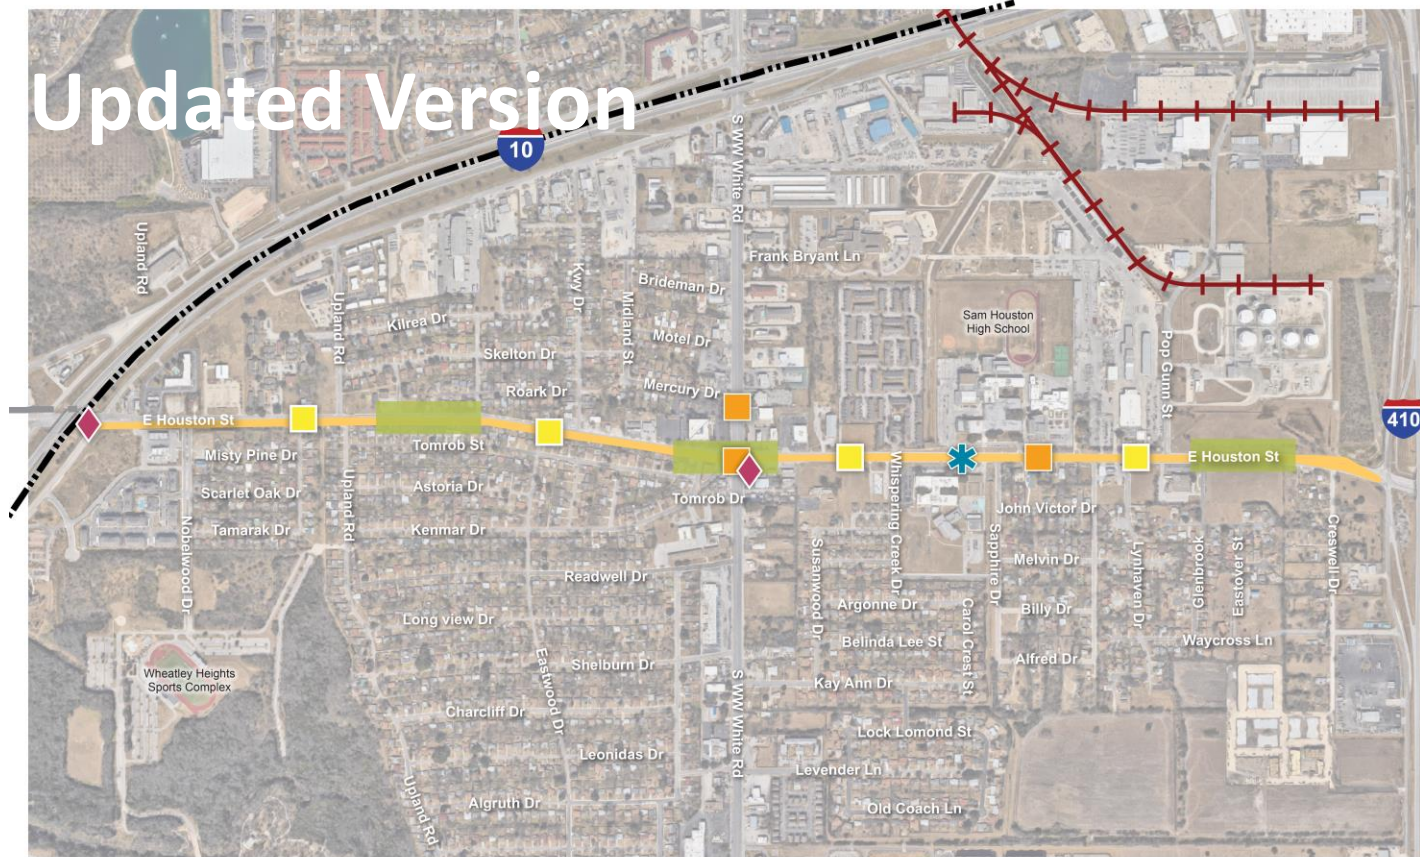 Updated Version
10
S WW White Rd
Upland Rd
Frank Bryant Ln
Kwy Dr
Brideman Dr
Upland Rd
Midland St
Kilrea Dr
Sam Houston
High School
Motel Dr
Skelton Dr
Pop Gunn St
Roark Dr
Mercury Dr
410
E Houston St
Tomrob St
Misty Pine Dr
E Houston St
Astoria Dr
Scarlet Oak Dr
Upland Rd
Tomrob Dr
Whispering Creek Dr
John Victor Dr
Tamarak Dr
Kenmar Dr
Nobelwood Dr
Sapphire Dr
Melvin Dr
Susanwood Dr
Lynhaven Dr
Glenbrook
Eastover St
Creswell Dr
Readwell Dr
Argonne Dr
Billy Dr
Long view Dr
Belinda Lee St
Carol Crest St
Waycross Ln
Shelburn Dr
Alfred Dr
Wheatley Heights
Sports Complex
Eastwood Dr
Kay Ann Dr
S WW White Rd
Charcliff Dr
Lock Lomond St
Leonidas Dr
Levender Ln
Upland Rd
Algruth Dr
Old Coach Ln